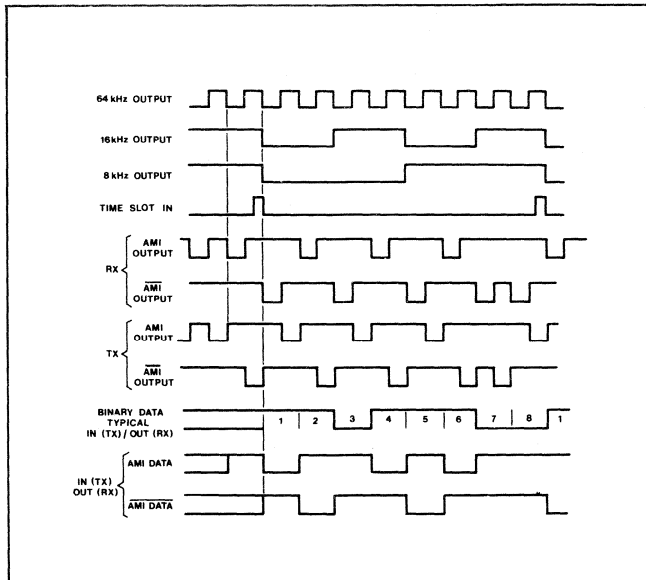 64 kHz OUTPUT
16kHz OUTPUT
8 kHz OUTPUT
TIME SLOT IN
RX
AMI
OUTPUT
AMI
OUTPUT
TX
AMI
OUTPUT
AMI
OUTPUT
BINARY DATA
TYPICAL
IN (TX) / OUT (RX)
1 2 3 4 5 6 7 8 1
IN (TX)
OUT (RX)
AMI DATA
AMI DATA